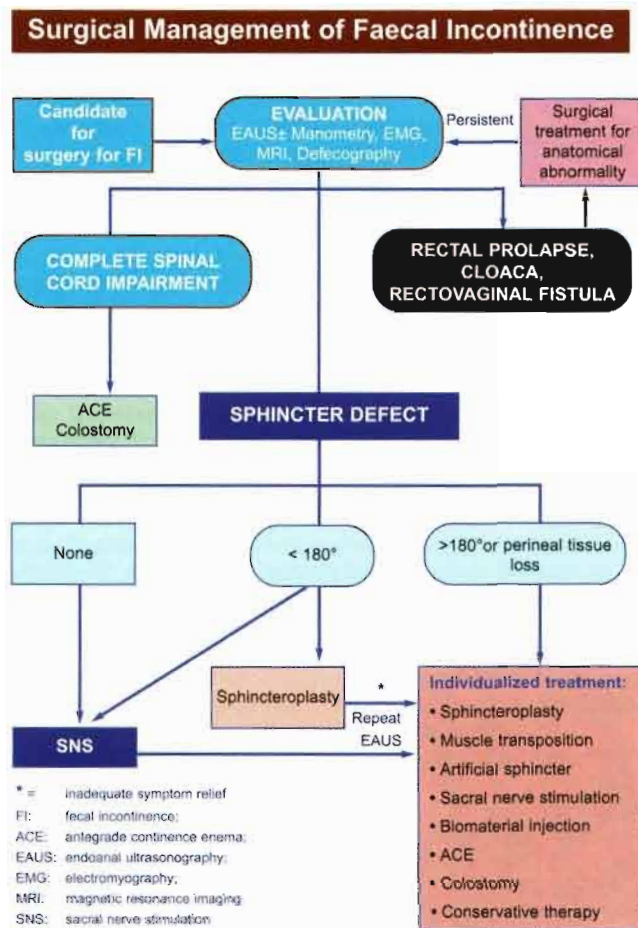 Surgical Management of Faecal Incontinence
Candidate
for
surgery for FI
EVALUATION
EAUS± Manometry, EMG,
MRI, Defecography
Persistent
Surgical
treatment for
anatomical
abnormality
COMPLETE SPINAL
CORD IMPAIRMENT
RECTAL PROLAPSE,
CLOACA,
RECTOVAGINAL FISTULA
ACE
Colostomy
SPHINCTER DEFECT
None
< 180°
>180°or perineal tissue
loss
Sphincteroplasty
*
Repeat
EAUS
SNS
Individualized treatment:
• Sphincteroplasty
• Muscle transposition
• Artificial sphincter
• Sacral nerve stimulation
• Biomaterial injection
• ACE
• Colostomy
• Conservative therapy
* = inadequate symptom relief
FI: fecal incontinence;
ACE: antegrade continence enema;
EAUS: endoanal ultrasonography;
EMG: electromyography;
MRI: magnetic resonance imaging
SNS: sacral nerve stimulation